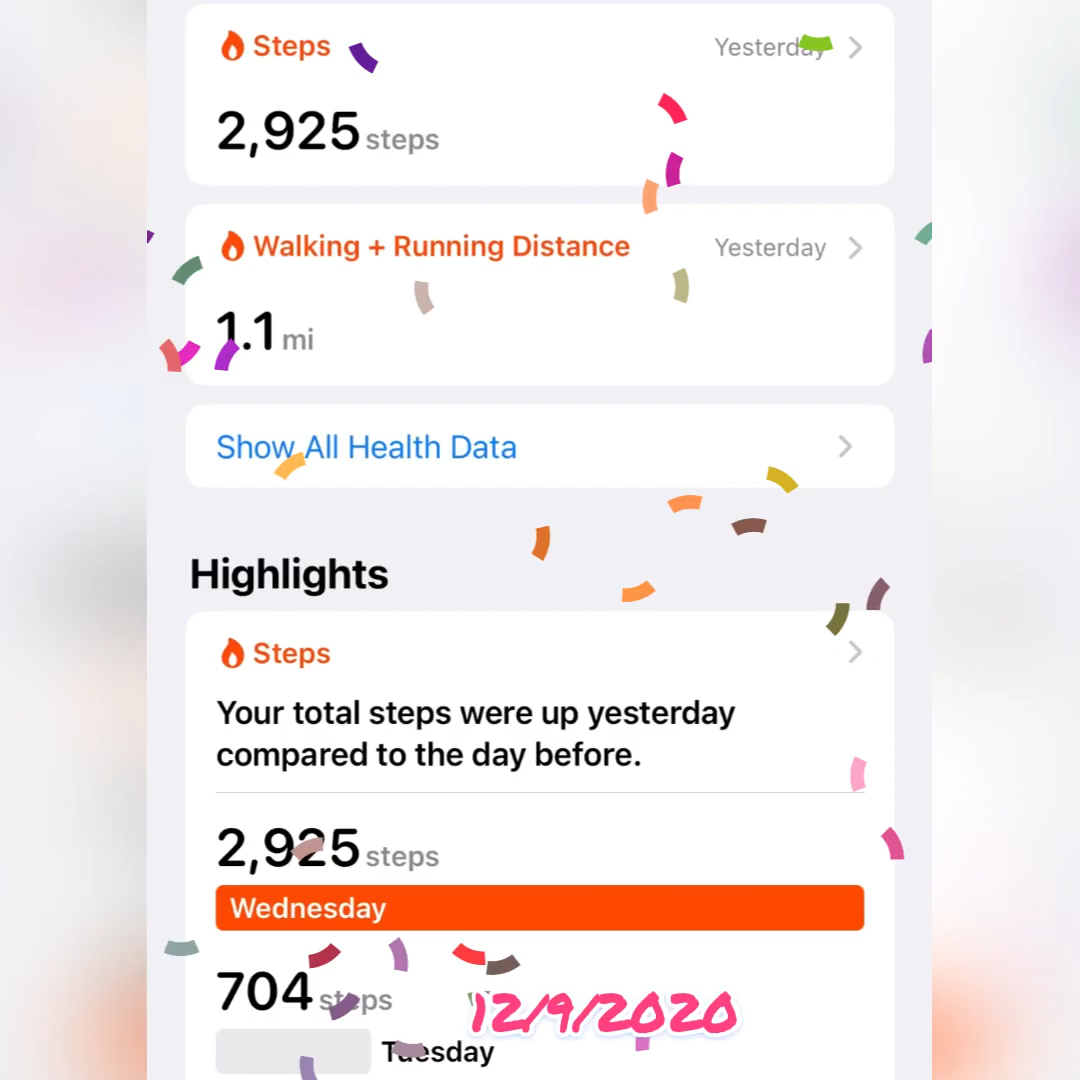 Steps
Yesterday
2,925 steps
Walking + Running Distance
Yesterday
1.1 mi
Show All Health Data
Highlights
Steps
Your total steps were up yesterday
compared to the day before.
2,925 steps
Wednesday
704 steps
12/9/2020
Tuesday